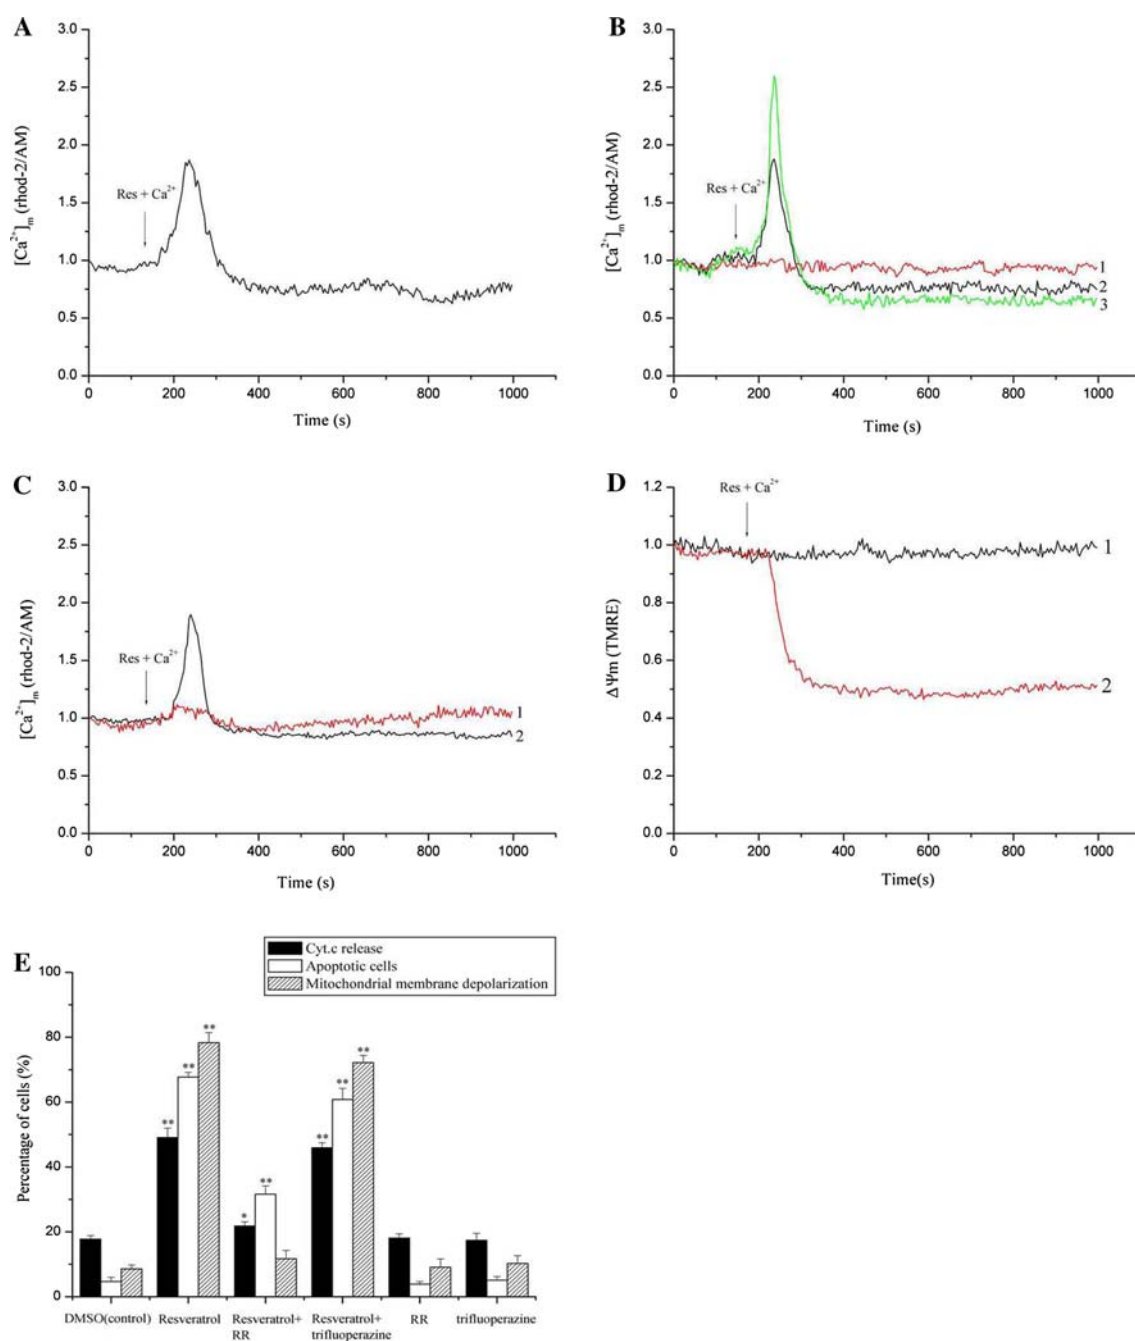 A
3.0
2.5
2.0
1.5
1.0
0.5
0.0
[Ca²⁺]ₘ (rhod-2/AM)
Res + Ca²⁺
0 200 400 600 800 1000
Time (s)
B
3.0
2.5
2.0
1.5
1.0
0.5
0.0
[Ca²⁺]ₘ (rhod-2/AM)
Res + Ca²⁺
1
2
3
0 200 400 600 800 1000
Time (s)
C
3.0
2.5
2.0
1.5
1.0
0.5
0.0
[Ca²⁺]ₘ (rhod-2/AM)
Res + Ca²⁺
1
2
0 200 400 600 800 1000
Time (s)
D
1.2
1.0
0.8
0.6
0.4
0.2
0.0
ΔΨm (TMRE)
Res + Ca²⁺
1
2
0 200 400 600 800 1000
Time(s)
E
Cyt.c release
Apoptotic cells
Mitochondrial membrane depolarization
100
80
60
40
20
0
Percentage of cells (%)
** ** **
* **
** ** **
DMSO(control)
Resveratrol
Resveratrol+
RR
Resveratrol+
trifluoperazine
RR
trifluoperazine